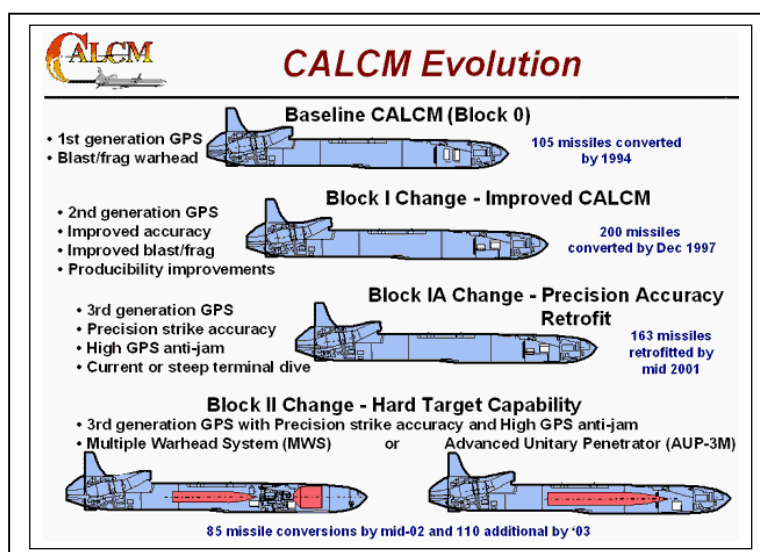 CALCM
CALCM Evolution
Baseline CALCM (Block 0)
• 1st generation GPS
• Blast/frag warhead
105 missiles converted
by 1994
Block I Change - Improved CALCM
• 2nd generation GPS
• Improved accuracy
• Improved blast/frag
• Producibility improvements
200 missiles
converted by Dec 1997
Block IA Change - Precision Accuracy
Retrofit
• 3rd generation GPS
• Precision strike accuracy
• High GPS anti-jam
• Current or steep terminal dive
163 missiles
retrofitted by
mid 2001
Block II Change - Hard Target Capability
• 3rd generation GPS with Precision strike accuracy and High GPS anti-jam
• Multiple Warhead System (MWS) or Advanced Unitary Penetrator (AUP-3M)
85 missile conversions by mid-02 and 110 additional by ‘03